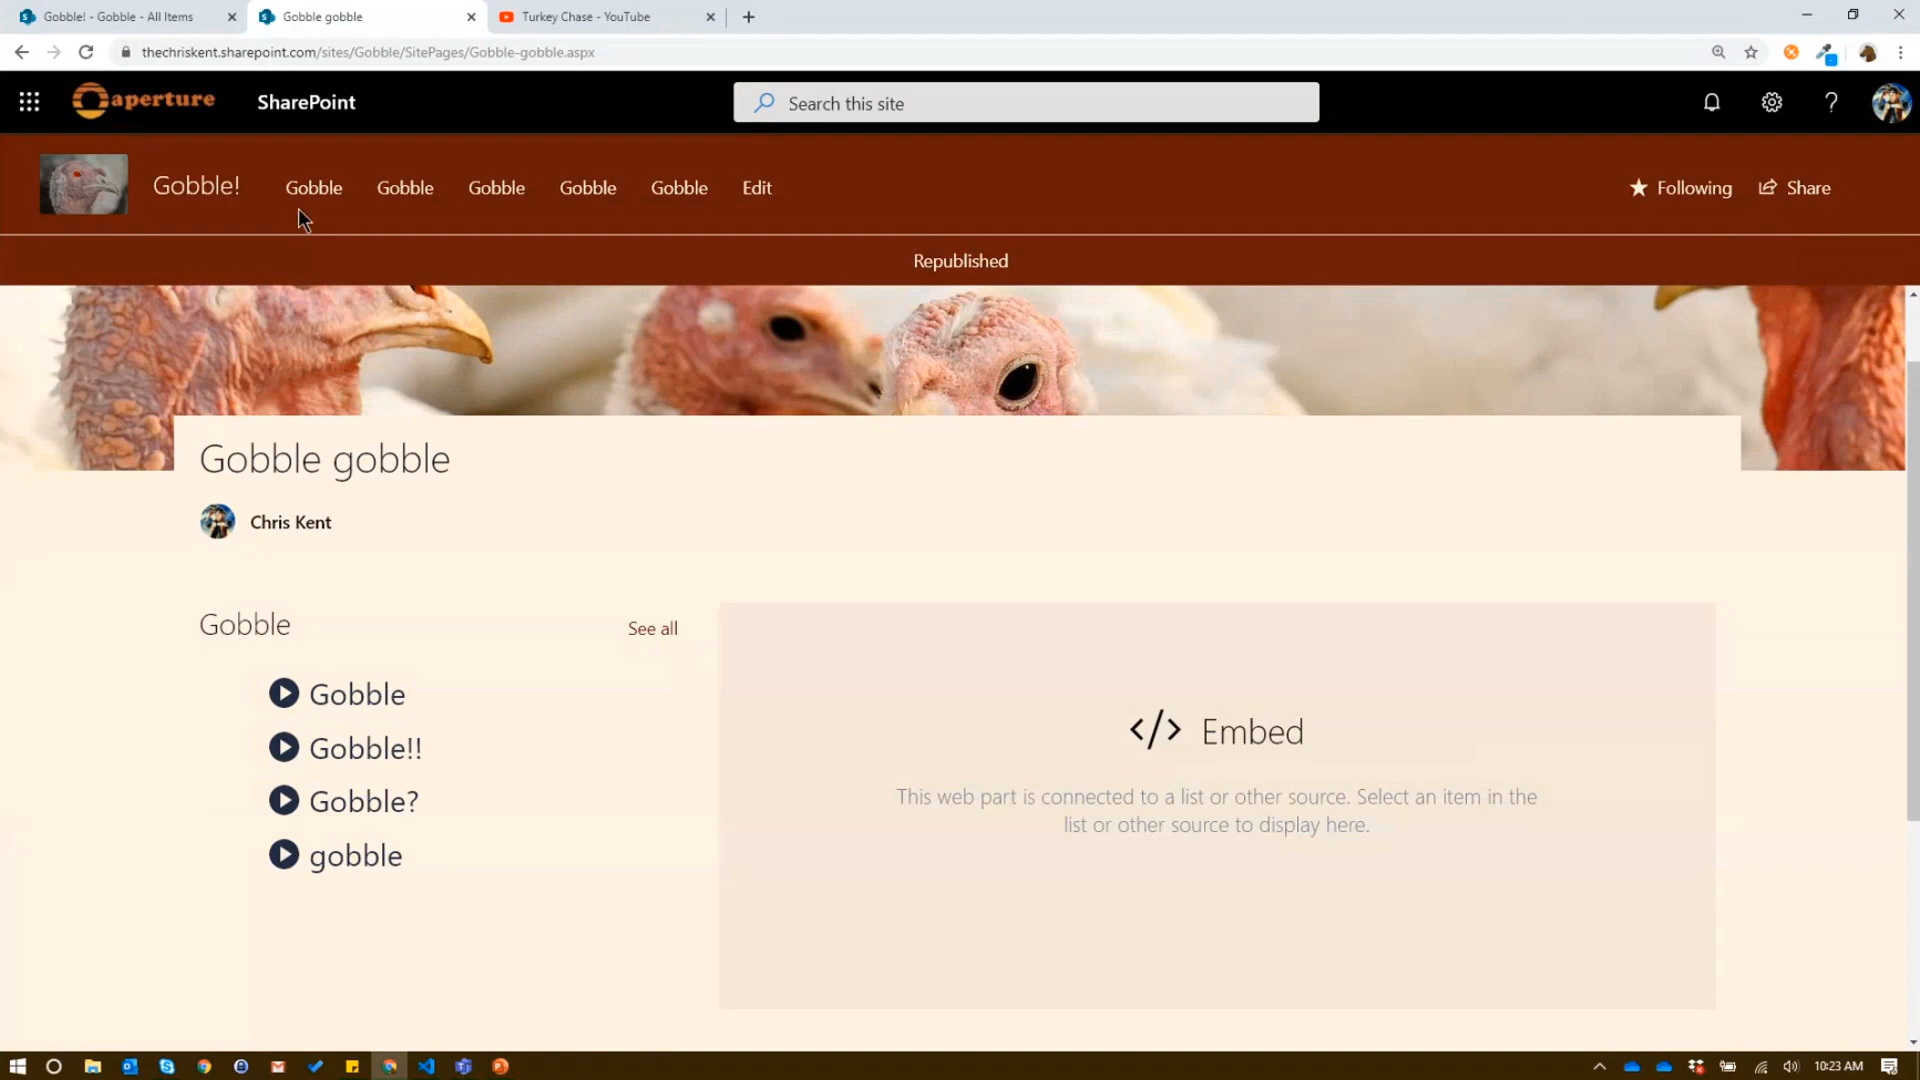 Gobble! - Gobble - All Items
Gobble gobble
Turkey Chase - YouTube
thechriskent.sharepoint.com/sites/Gobble/SitePages/Gobble-gobble.aspx
aperture
SharePoint
Search this site
Gobble!
Gobble
Gobble
Gobble
Gobble
Gobble
Edit
Following
Share
Republished
Gobble gobble
Chris Kent
Gobble
See all
Gobble
Gobble!!
Gobble?
gobble
</> Embed
This web part is connected to a list or other source. Select an item in the
list or other source to display here.
10:23 AM